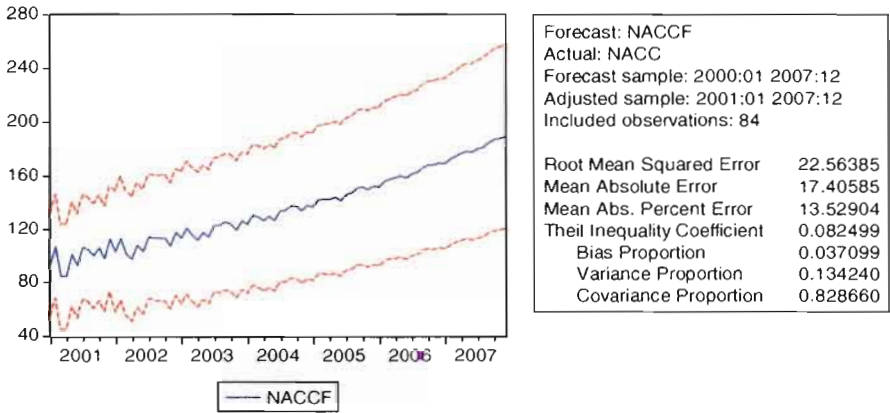 280
240
200
160
120
80
40
2001 2002 2003 2004 2005 2006 2007
NACCF
Forecast: NACCF
Actual: NACC
Forecast sample: 2000:01 2007:12
Adjusted sample: 2001:01 2007:12
Included observations: 84
Root Mean Squared Error 22.56385
Mean Absolute Error 17.40585
Mean Abs. Percent Error 13.52904
Theil Inequality Coefficient 0.082499
Bias Proportion 0.037099
Variance Proportion 0.134240
Covariance Proportion 0.828660